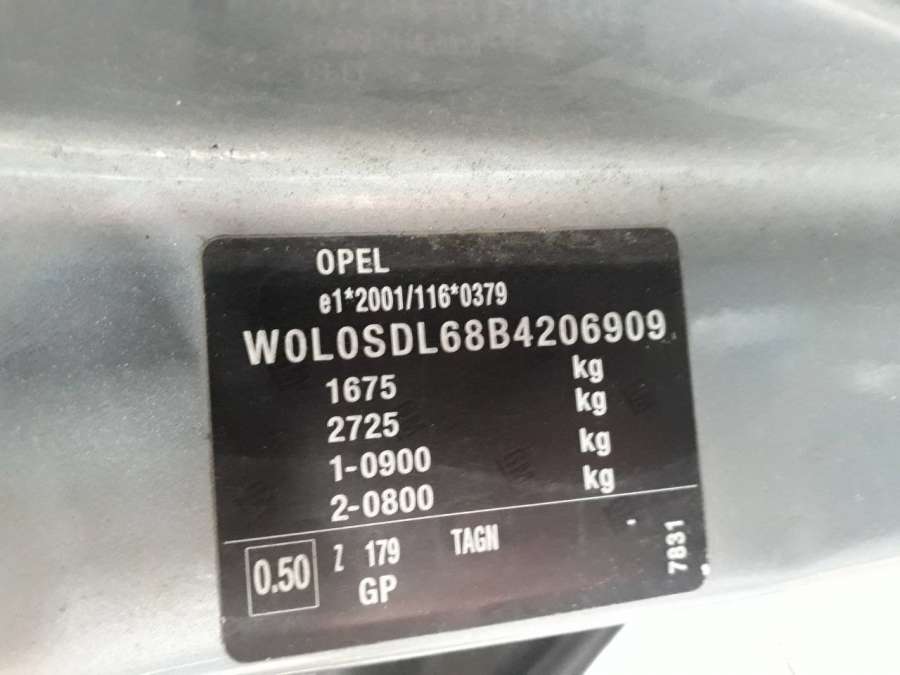 OPEL
e1*2001/116*0379
W0L0SDL68B4206909
1675 kg
2725 kg
1-0900 kg
2-0800 kg
0.50 Z 179 TAGN
GP
7831